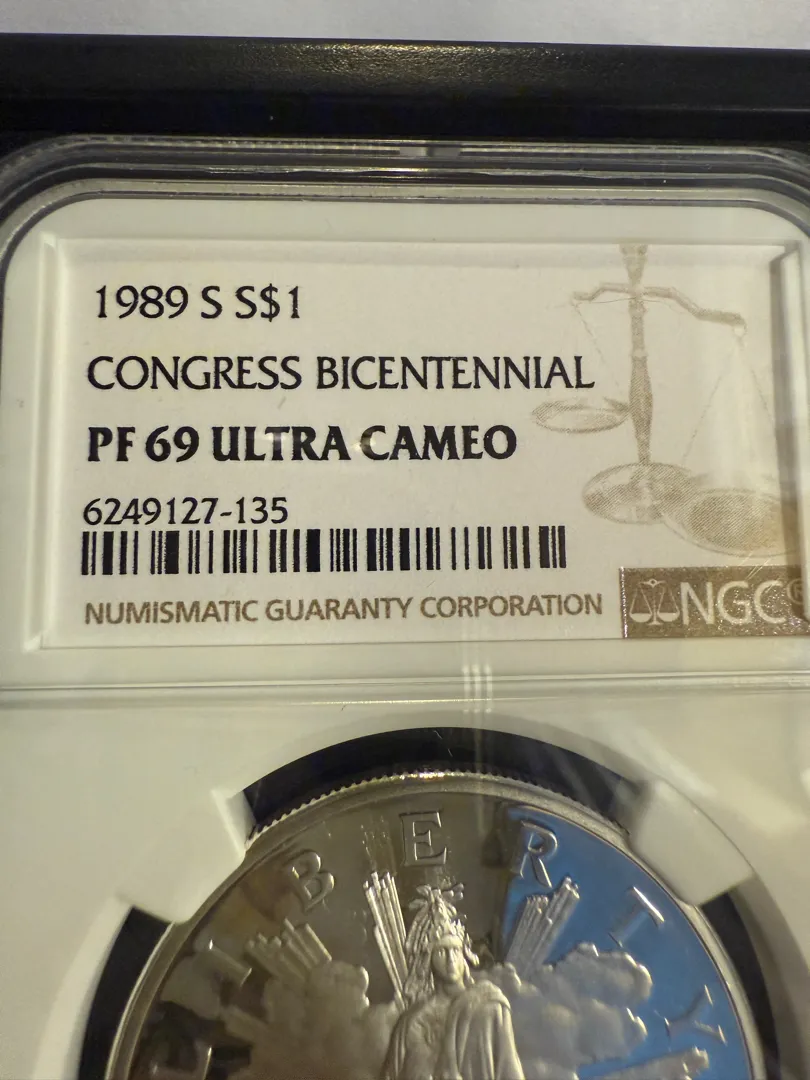 1989 S S$1
CONGRESS BICENTENNIAL
PF 69 ULTRA CAMEO
6249127-135
NUMISMATIC GUARANTY CORPORATION
NGC®
LIBERTY